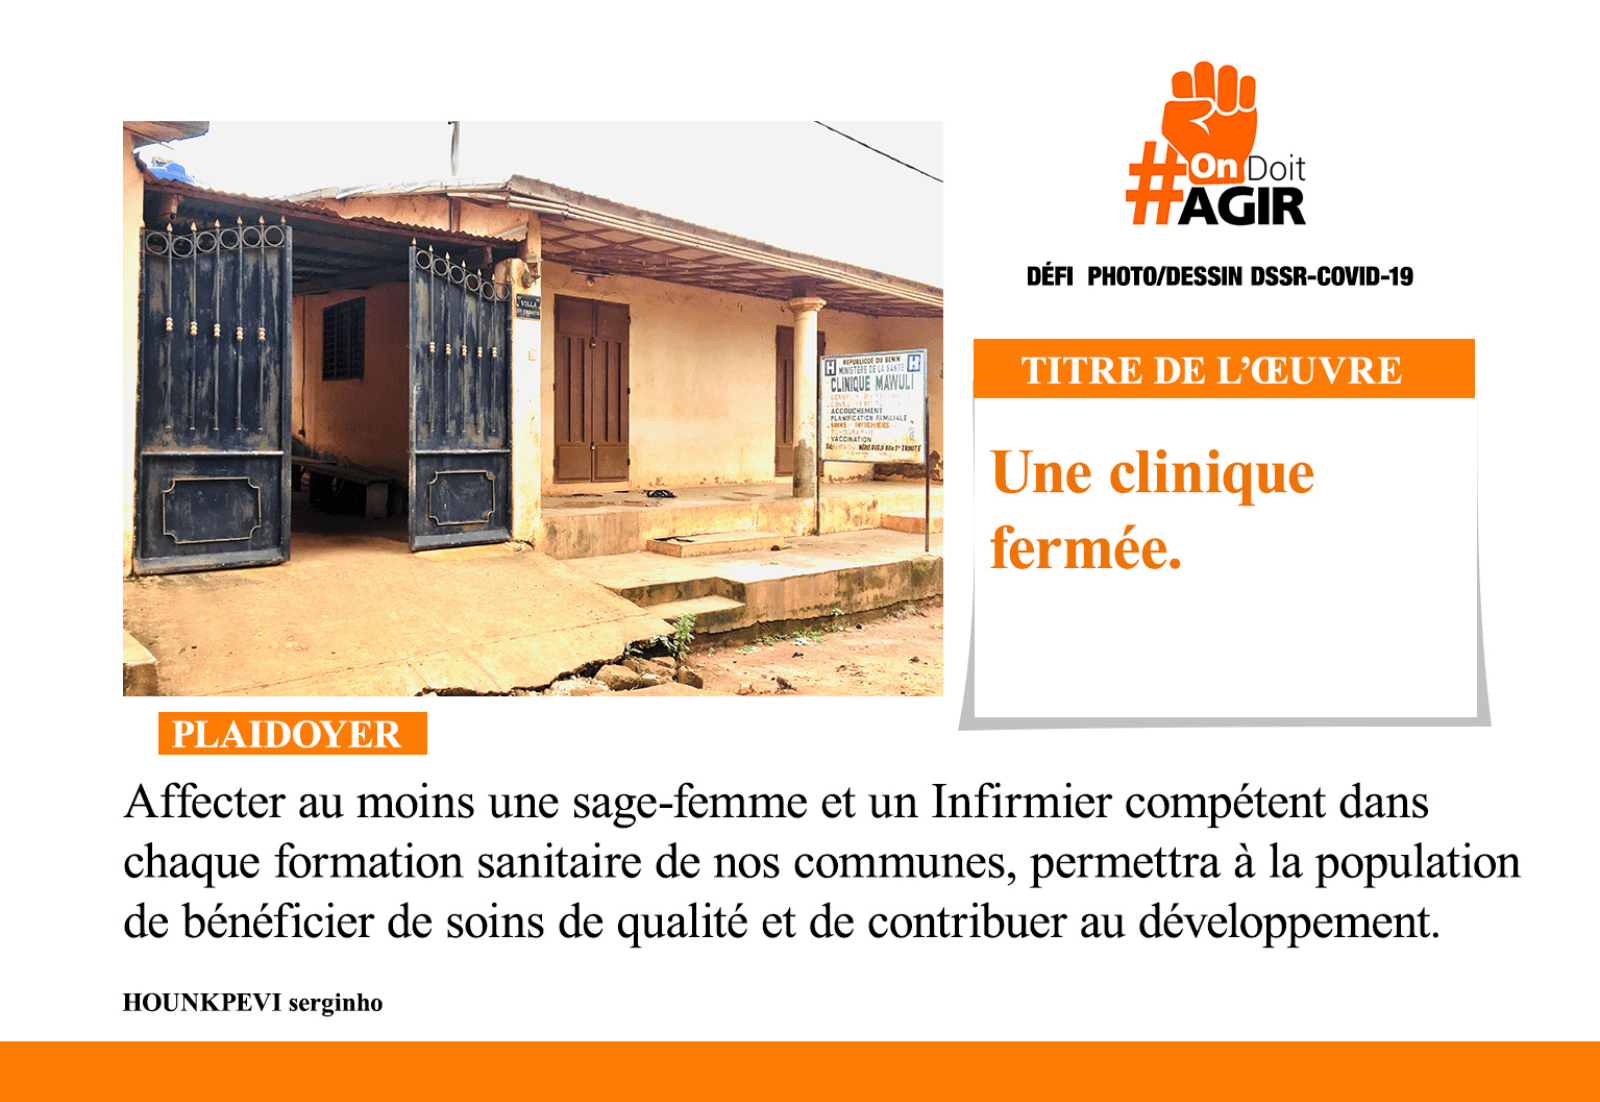 #On Doit
AGIR
DÉFI PHOTO/DESSIN DSSR-COVID-19
TITRE DE L’ŒUVRE
Une clinique
fermée.
VILLA
H REPUBLIQUE DU BENIN H
MINISTERE DE LA SANTE
CLINIQUE MAWULI
ACCOUCHEMENT
PLANIFICATION FAMILIALE
SOINS INFIRMIERS
VACCINATION
PLAIDOYER
Affecter au moins une sage-femme et un Infirmier compétent dans
chaque formation sanitaire de nos communes, permettra à la population
de bénéficier de soins de qualité et de contribuer au développement.
HOUNKPEVI serginho